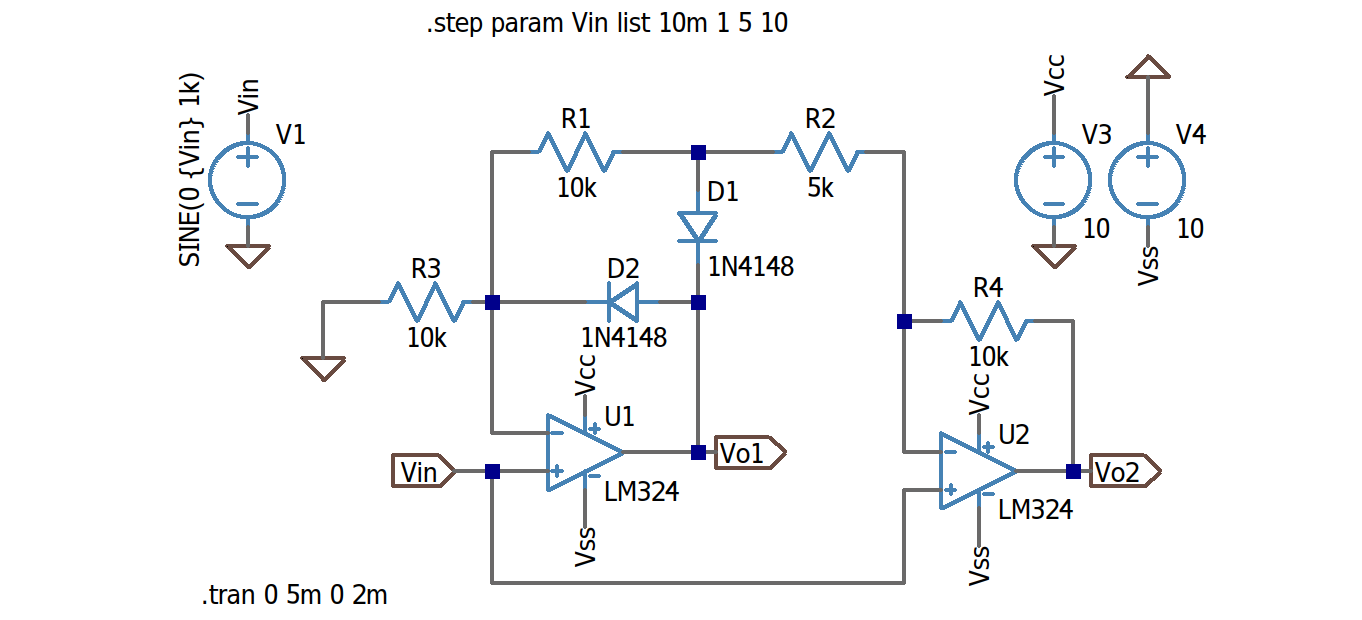 .step param Vin list 10m 1 5 10
SINE(0 {Vin} 1k)
Vin
V1
R1
10k
R2
5k
Vcc
V3
10
V4
10
Vss
D1
1N4148
R3
10k
D2
1N4148
R4
10k
Vcc
U1
LM324
Vss
Vin
Vo1
Vcc
U2
LM324
Vss
Vo2
.tran 0 5m 0 2m